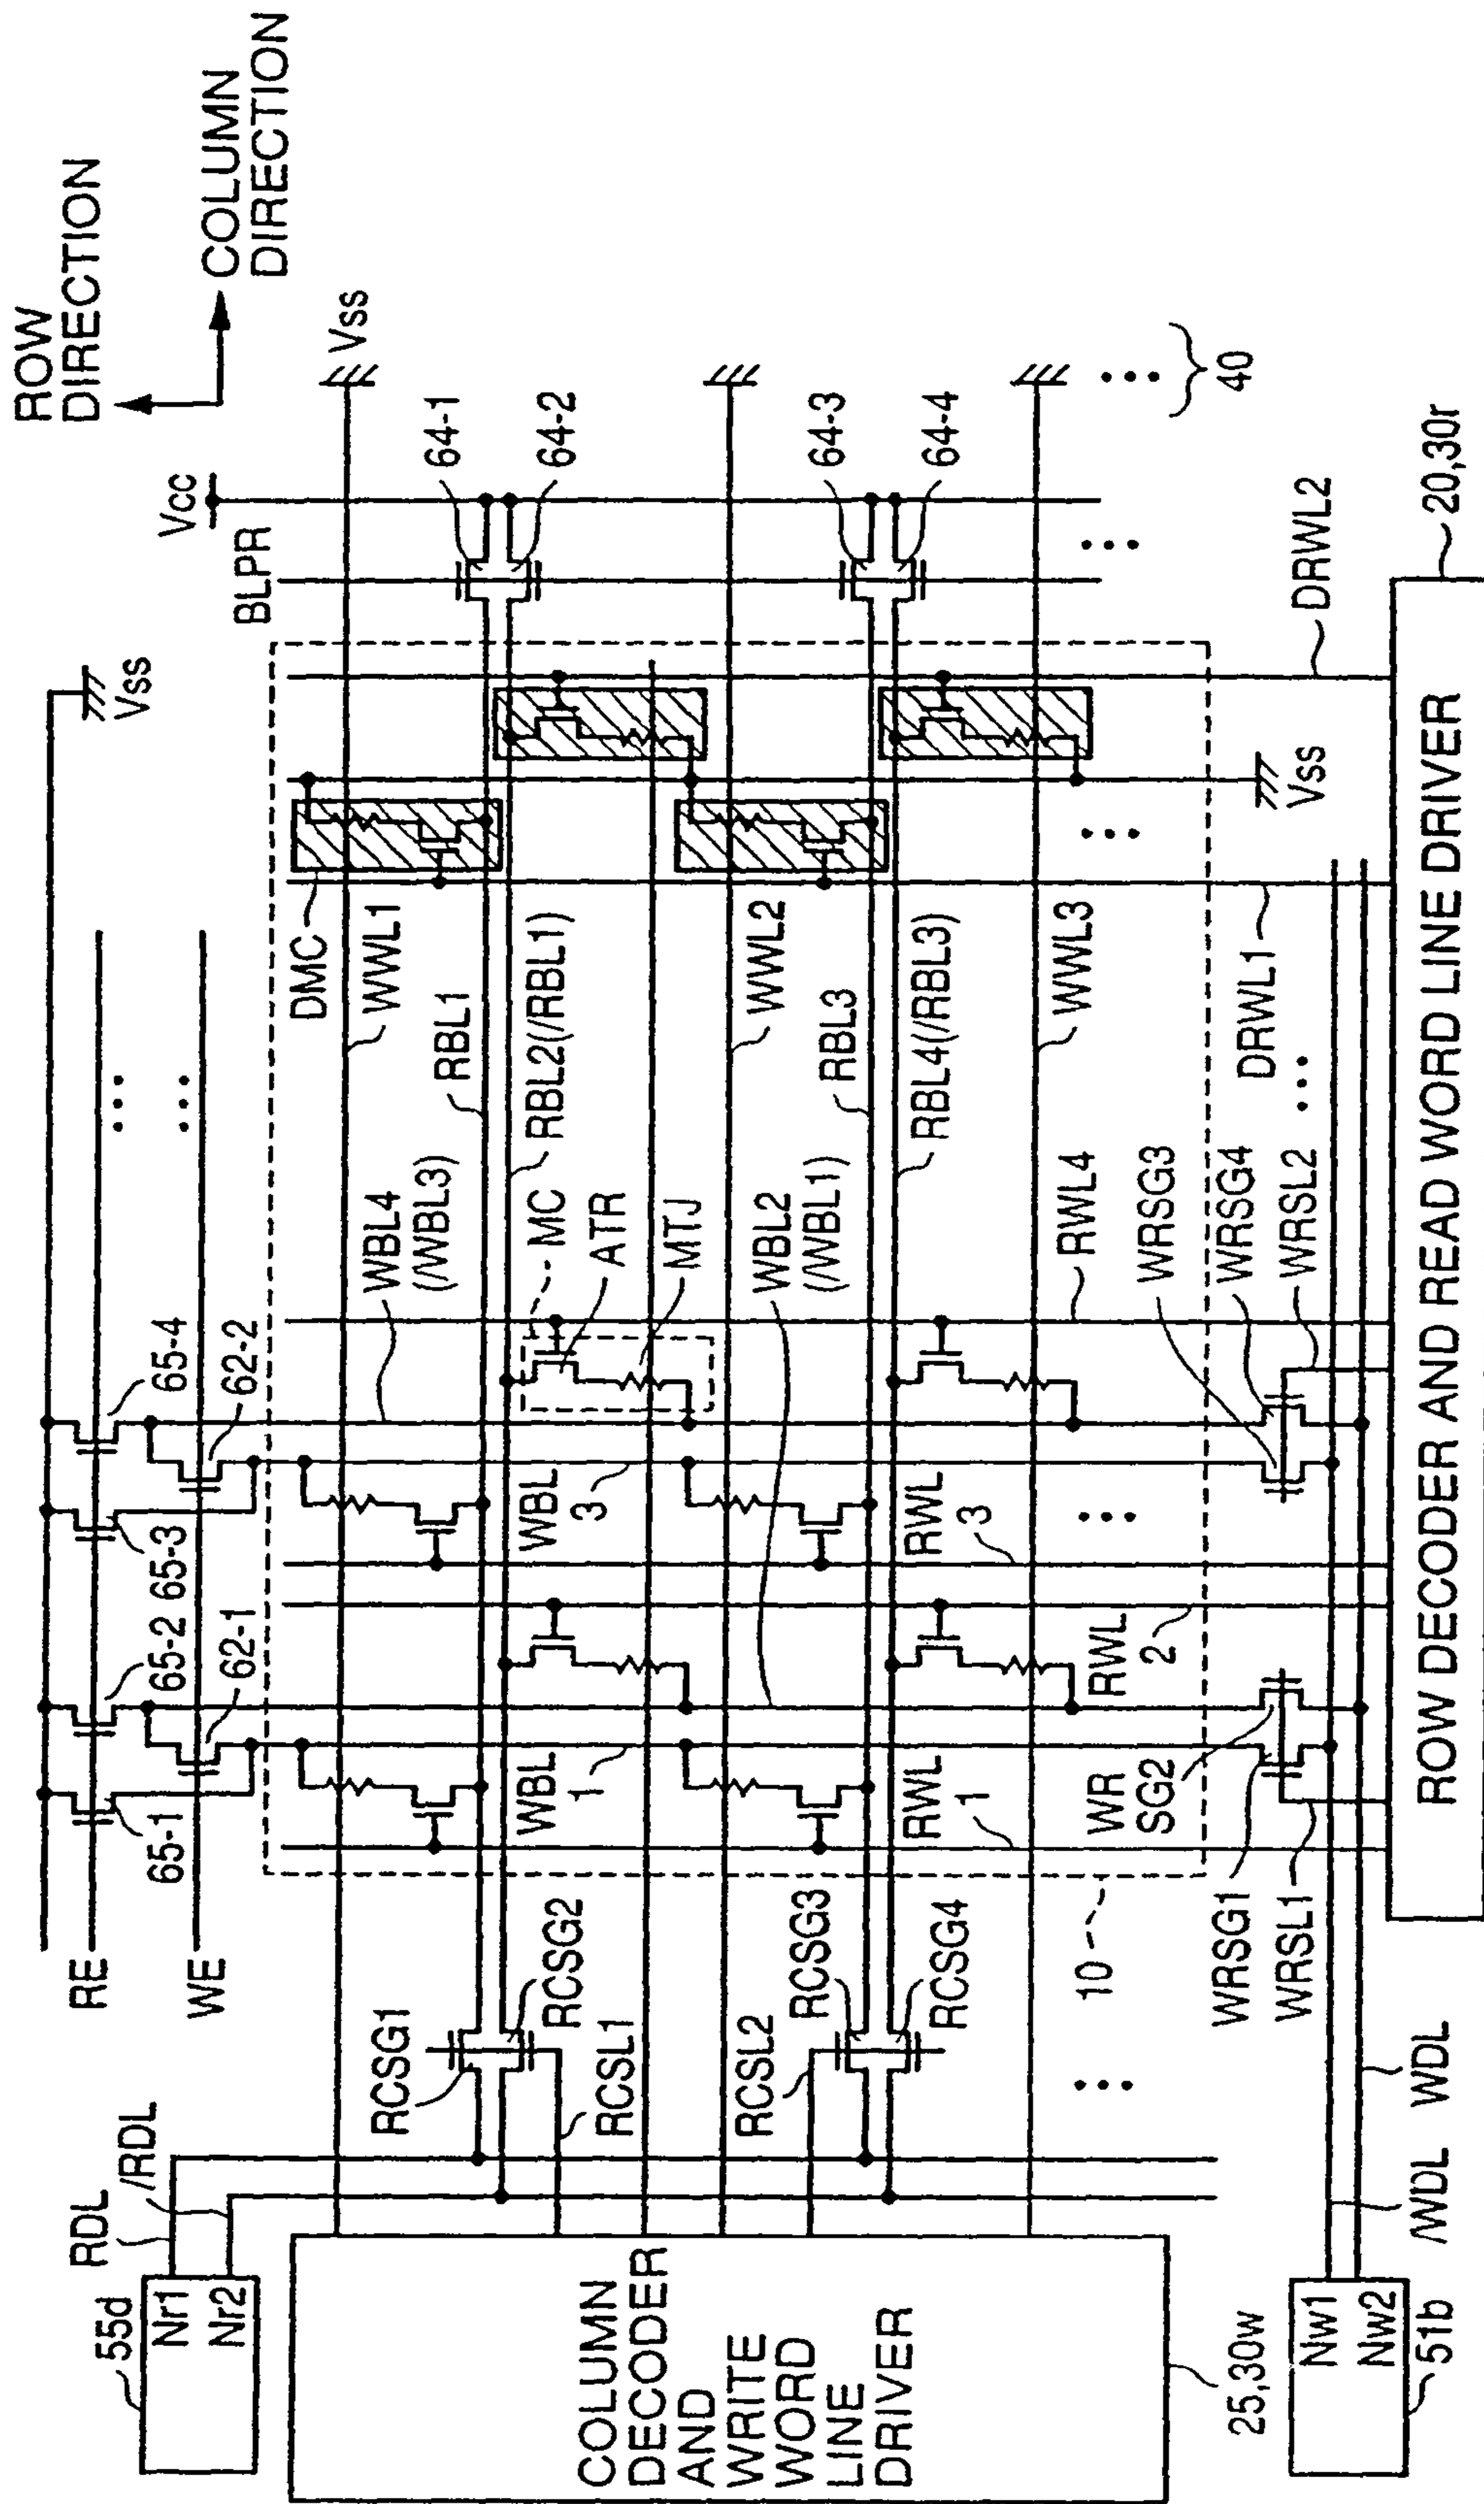 ROW
DIRECTION
COLUMN
DIRECTION
Vcc
BLPR
Vss
64-1
64-2
64-3
64-4
40
Vss
Vss
DRWL2
20,30r
DMC
WWL1
RBL1
RBL2(/RBL1)
WWL2
RBL3
RBL4(/RBL3)
WWL3
DRWL1
WBL4
(/WBL3)
MC
ATR
MTJ
WBL2
(/WBL1)
RWL4
WRSG3
WRSG4
WRSL2
65-4
62-2
65-3
65-2
62-1
65-1
WBL
3
RWL
3
RWL
2
WBL
1
RWL
1
WR
SG2
WRSG1
WRSL1
10
RE
WE
RCSG1
RCSG2
RCSL1
RCSL2
RCSG3
RCSG4
RDL
/RDL
55d
Nr1
Nr2
COLUMN
DECODER
AND
WRITE
WORD
LINE
DRIVER
25,30w
Nw1
Nw2
51b
/WDL
WDL
ROW DECODER AND READ WORD LINE DRIVER